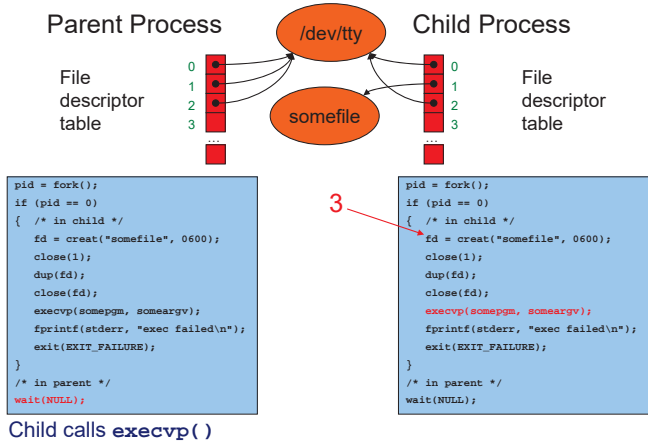 Parent Process
/dev/tty
Child Process
File
descriptor
table
0
1
2
3
...
somefile
0
1
2
3
...
File
descriptor
table
pid = fork();
if (pid == 0)
{  /* in child */
fd = creat("somefile", 0600);
close(1);
dup(fd);
close(fd);
execvp(somepgm, someargv);
fprintf(stderr, "exec failed\n");
exit(EXIT_FAILURE);
}
/* in parent */
wait(NULL);
3
pid = fork();
if (pid == 0)
{  /* in child */
fd = creat("somefile", 0600);
close(1);
dup(fd);
close(fd);
execvp(somepgm, someargv);
fprintf(stderr, "exec failed\n");
exit(EXIT_FAILURE);
}
/* in parent */
wait(NULL);
Child calls execvp()